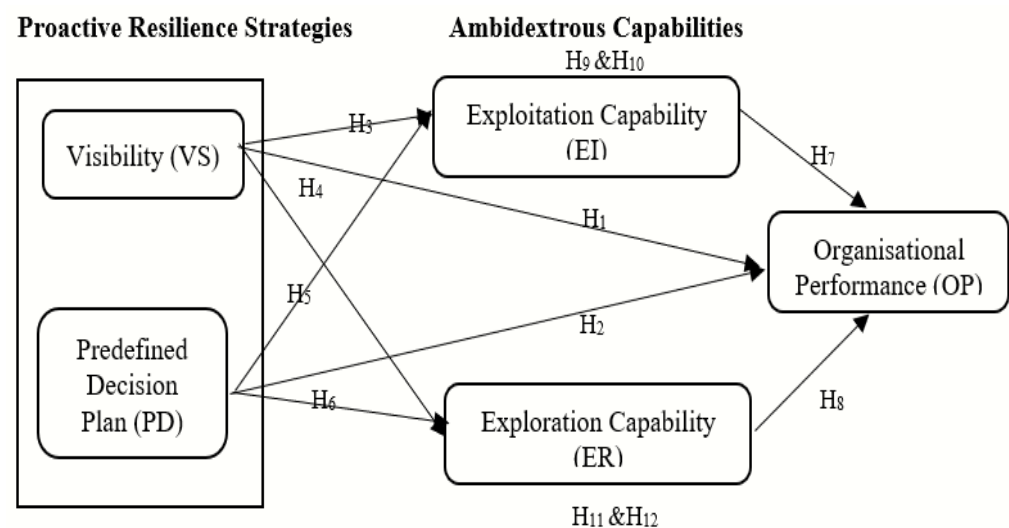 Proactive Resilience Strategies
Ambidextrous Capabilities
H9 &H10
Exploitation Capability
(EI)
Visibility (VS)
H3
H7
H4
H1
Organisational
Performance (OP)
H5
H2
Predefined
Decision
Plan (PD)
H6
Exploration Capability
(ER)
H8
H11 &H12